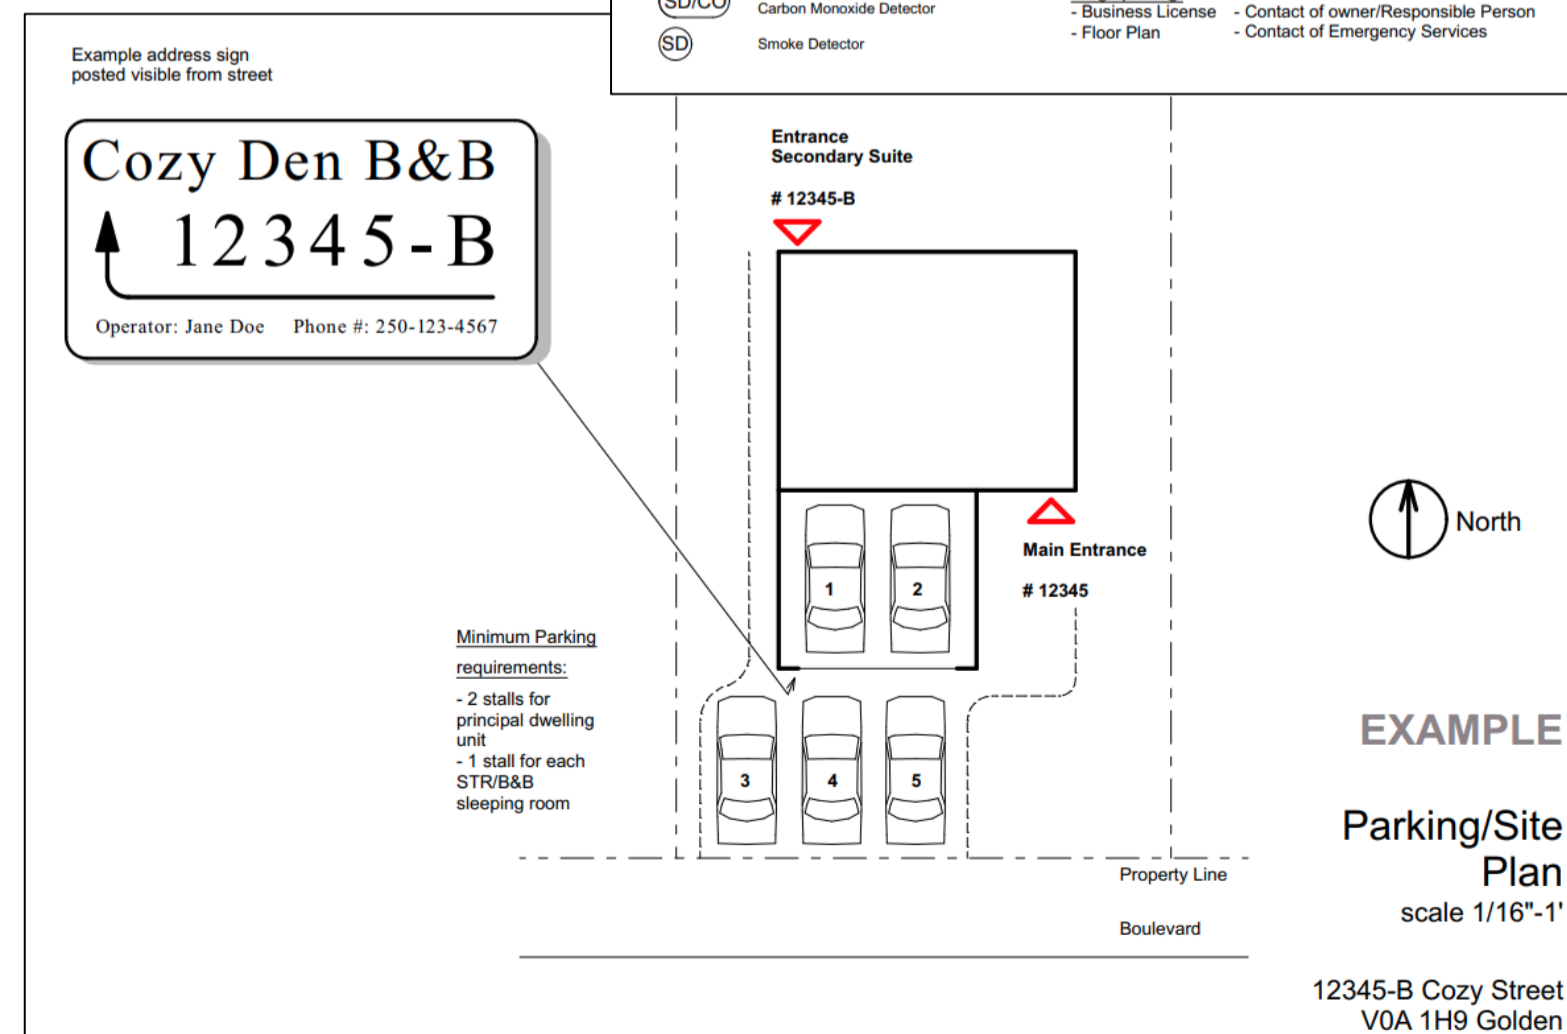 SD/CO
Carbon Monoxide Detector
- Business License - Contact of owner/Responsible Person
SD
Smoke Detector
- Floor Plan - Contact of Emergency Services
Example address sign
posted visible from street
Cozy Den B&B
12345-B
Operator: Jane Doe Phone #: 250-123-4567
Entrance
Secondary Suite
# 12345-B
North
Main Entrance
# 12345
1
2
Minimum Parking
requirements:
- 2 stalls for
principal dwelling
unit
- 1 stall for each
STR/B&B
sleeping room
3
4
5
Property Line
Boulevard
EXAMPLE
Parking/Site
Plan
scale 1/16"-1'
12345-B Cozy Street
V0A 1H9 Golden